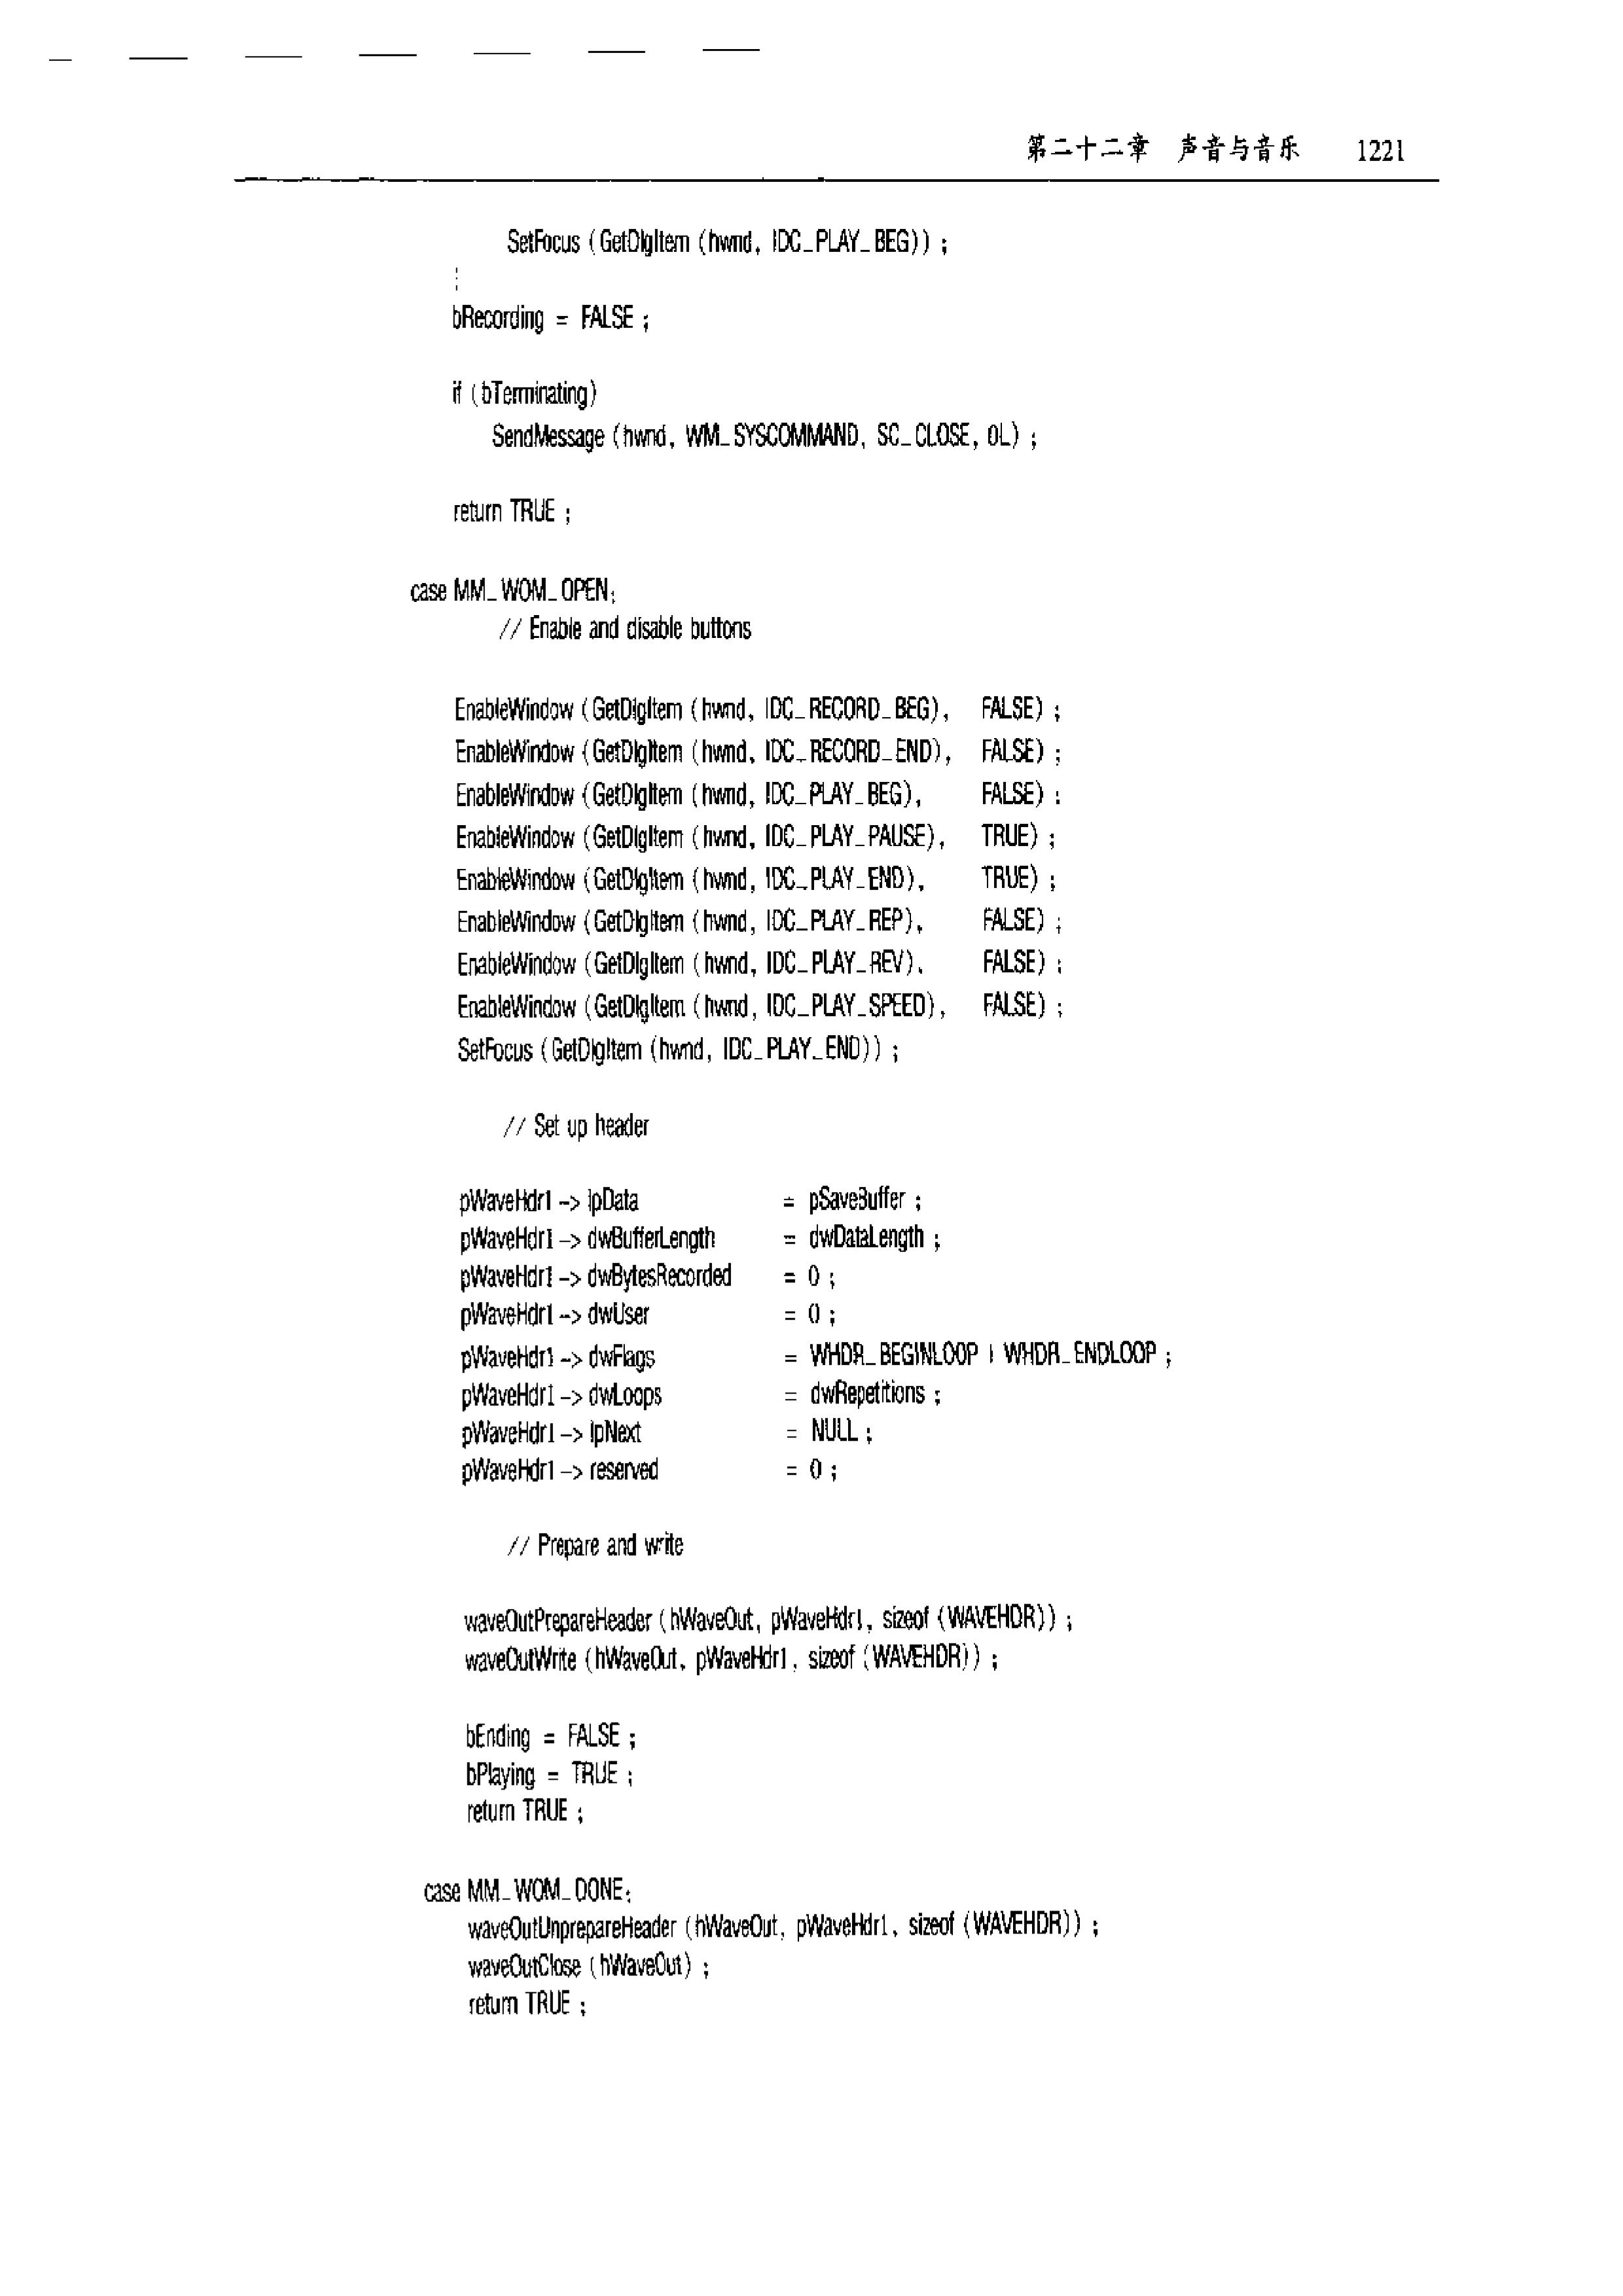 第二十二章 声音与音乐 1221
SetFocus (GetDlgItem (hwnd, IDC_PLAY_BEG)) ;
bRecording = FALSE ;
if (bTerminating)
SendMessage (hwnd, WM_SYSCOMMAND, SC_CLOSE, 0L) ;
return TRUE ;
case MM_WOM_OPEN:
// Enable and disable buttons
EnableWindow (GetDlgItem (hwnd, IDC_RECORD_BEG), FALSE) ;
EnableWindow (GetDlgItem (hwnd, IDC_RECORD_END), FALSE) ;
EnableWindow (GetDlgItem (hwnd, IDC_PLAY_BEG), FALSE) ;
EnableWindow (GetDlgItem (hwnd, IDC_PLAY_PAUSE), TRUE) ;
EnableWindow (GetDlgItem (hwnd, IDC_PLAY_END), TRUE) ;
EnableWindow (GetDlgItem (hwnd, IDC_PLAY_REP), FALSE) ;
EnableWindow (GetDlgItem (hwnd, IDC_PLAY_REV), FALSE) ;
EnableWindow (GetDlgItem (hwnd, IDC_PLAY_SPEED), FALSE) ;
SetFocus (GetDlgItem (hwnd, IDC_PLAY_END)) ;
// Set up header
pWaveHdr1 -> lpData = pSaveBuffer ;
pWaveHdr1 -> dwBufferLength = dwDataLength ;
pWaveHdr1 -> dwBytesRecorded = 0 ;
pWaveHdr1 -> dwUser = 0 ;
pWaveHdr1 -> dwFlags = WHDR_BEGINLOOP | WHDR_ENDLOOP ;
pWaveHdr1 -> dwLoops = dwRepetitions ;
pWaveHdr1 -> lpNext = NULL ;
pWaveHdr1 -> reserved = 0 ;
// Prepare and write
waveOutPrepareHeader (hWaveOut, pWaveHdr1, sizeof (WAVEHDR)) ;
waveOutWrite (hWaveOut, pWaveHdr1, sizeof (WAVEHDR)) ;
bEnding = FALSE ;
bPlaying = TRUE ;
return TRUE ;
case MM_WOM_DONE:
waveOutUnprepareHeader (hWaveOut, pWaveHdr1, sizeof (WAVEHDR)) ;
waveOutClose (hWaveOut) ;
return TRUE ;